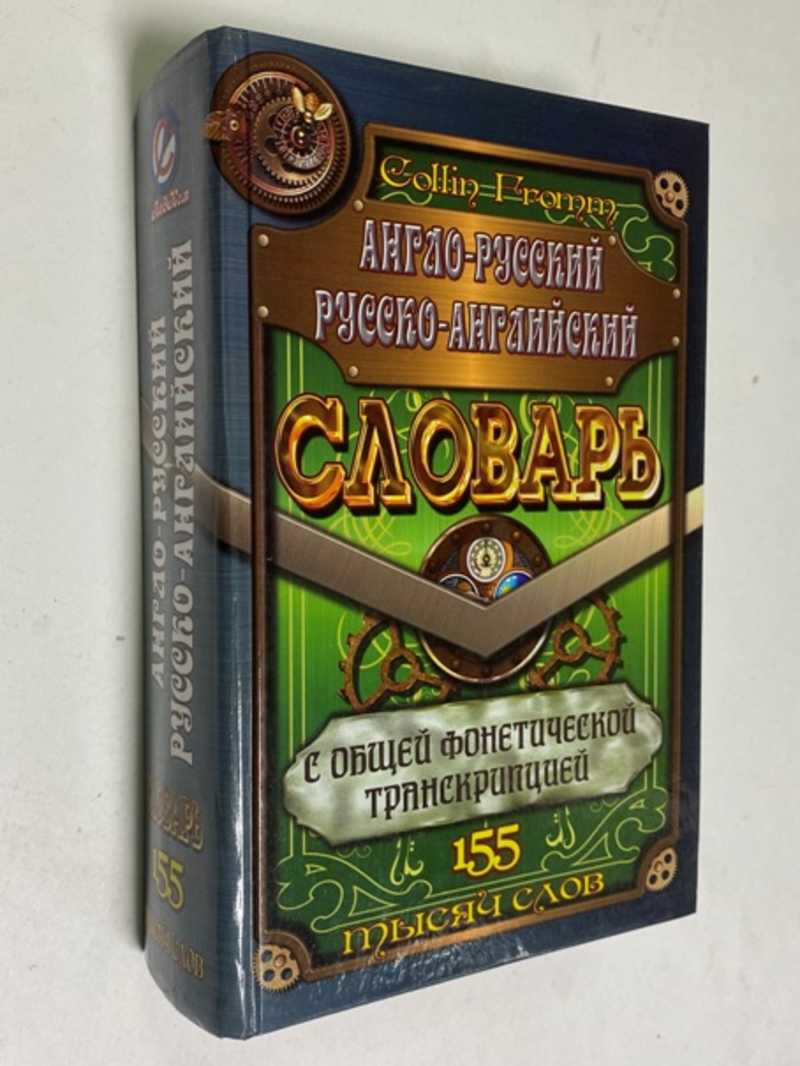 Collin Fromm
АНГЛО-РУССКИЙ
РУССКО-АНГЛИЙСКИЙ
СЛОВАРЬ
С ОБЩЕЙ ФОНЕТИЧЕСКОЙ
ТРАНСКРИПЦИЕЙ
155
ТЫСЯЧ СЛОВ
АНГЛО-РУССКИЙ
РУССКО-АНГЛИЙСКИЙ
СЛОВАРЬ
155
СЛОВ